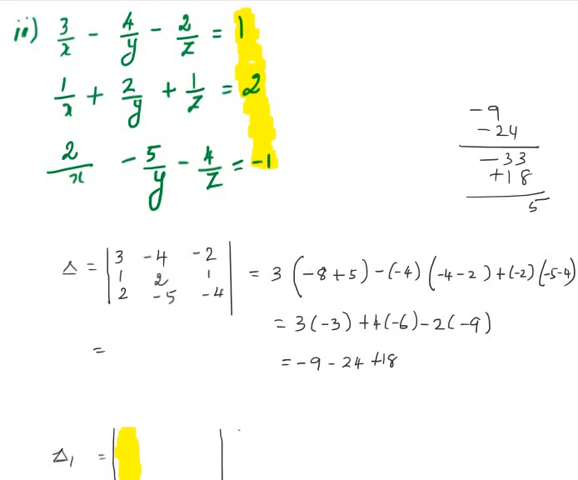 ii) 3/x - 4/y - 2/z = 1
1/x + 2/y + 1/z = 2
2/x - 5/y - 4/z = -1
-9
-24
-33
+18
5
Δ = | 3 -4 -2 | = 3 (-8+5) -(-4) (-4-2) +(-2) (-5-4)
| 1 2 1 |
| 2 -5 -4 |
= 3(-3) +4(-6) -2(-9)
=
= -9 - 24 +18
Δ₁ = | |